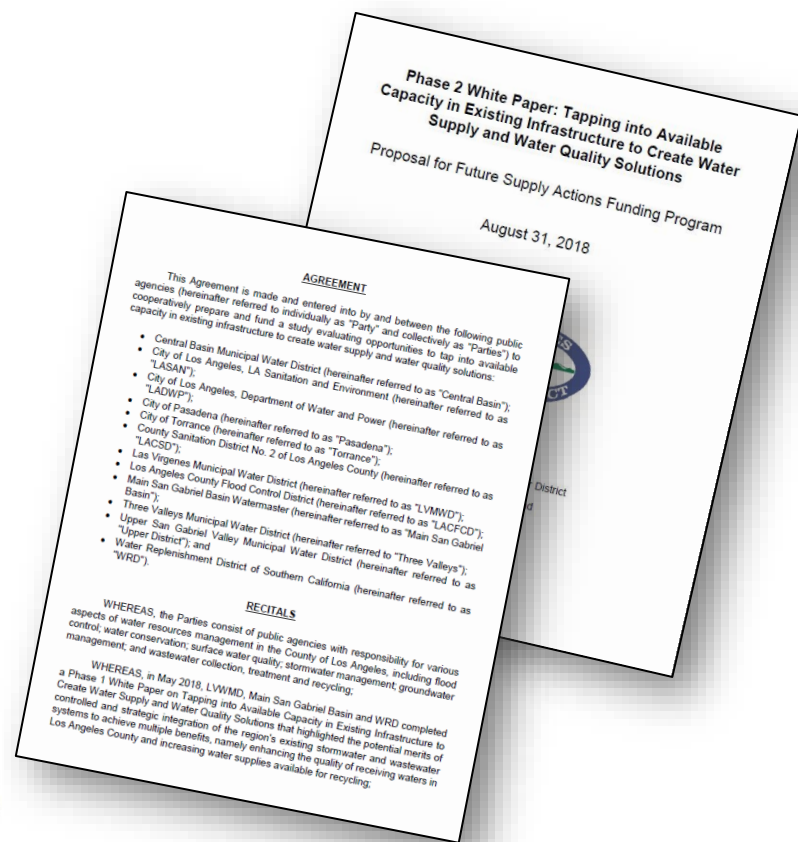 Phase 2 White Paper: Tapping into Available
Capacity in Existing Infrastructure to Create Water
Supply and Water Quality Solutions
Proposal for Future Supply Actions Funding Program
August 31, 2018
District
AGREEMENT
This Agreement is made and entered into by and between the following public
agencies (hereinafter referred to individually as "Party" and collectively as "Parties") to
cooperatively prepare and fund a study evaluating opportunities to tap into available
capacity in existing infrastructure to create water supply and water quality solutions:
• Central Basin Municipal Water District (hereinafter referred to as "Central Basin");
• City of Los Angeles, LA Sanitation and Environment (hereinafter referred to as
"LASAN");
• City of Los Angeles, Department of Water and Power (hereinafter referred to as
"LADWP");
• City of Pasadena (hereinafter referred to as "Pasadena");
• City of Torrance (hereinafter referred to as "Torrance");
• County Sanitation District No. 2 of Los Angeles County (hereinafter referred to as
"LACSD");
• Las Virgenes Municipal Water District (hereinafter referred to as "LVMWD");
• Los Angeles County Flood Control District (hereinafter referred to as "LACFCD");
• Main San Gabriel Basin Watermaster (hereinafter referred to as "Main San Gabriel
Basin");
• Three Valleys Municipal Water District (hereinafter referred to "Three Valleys");
• Upper San Gabriel Valley Municipal Water District (hereinafter referred to as
"Upper District"); and
• Water Replenishment District of Southern California (hereinafter referred to as
"WRD").
RECITALS
WHEREAS, the Parties consist of public agencies with responsibility for various
aspects of water resources management in the County of Los Angeles, including flood
control; water conservation; surface water quality; stormwater management; groundwater
management; and wastewater collection, treatment and recycling;
WHEREAS, in May 2018, LVWMD, Main San Gabriel Basin and WRD completed
a Phase 1 White Paper on Tapping into Available Capacity in Existing Infrastructure to
Create Water Supply and Water Quality Solutions that highlighted the potential merits of
controlled and strategic integration of the region's existing stormwater and wastewater
systems to achieve multiple benefits, namely enhancing the quality of receiving waters in
Los Angeles County and increasing water supplies available for recycling;